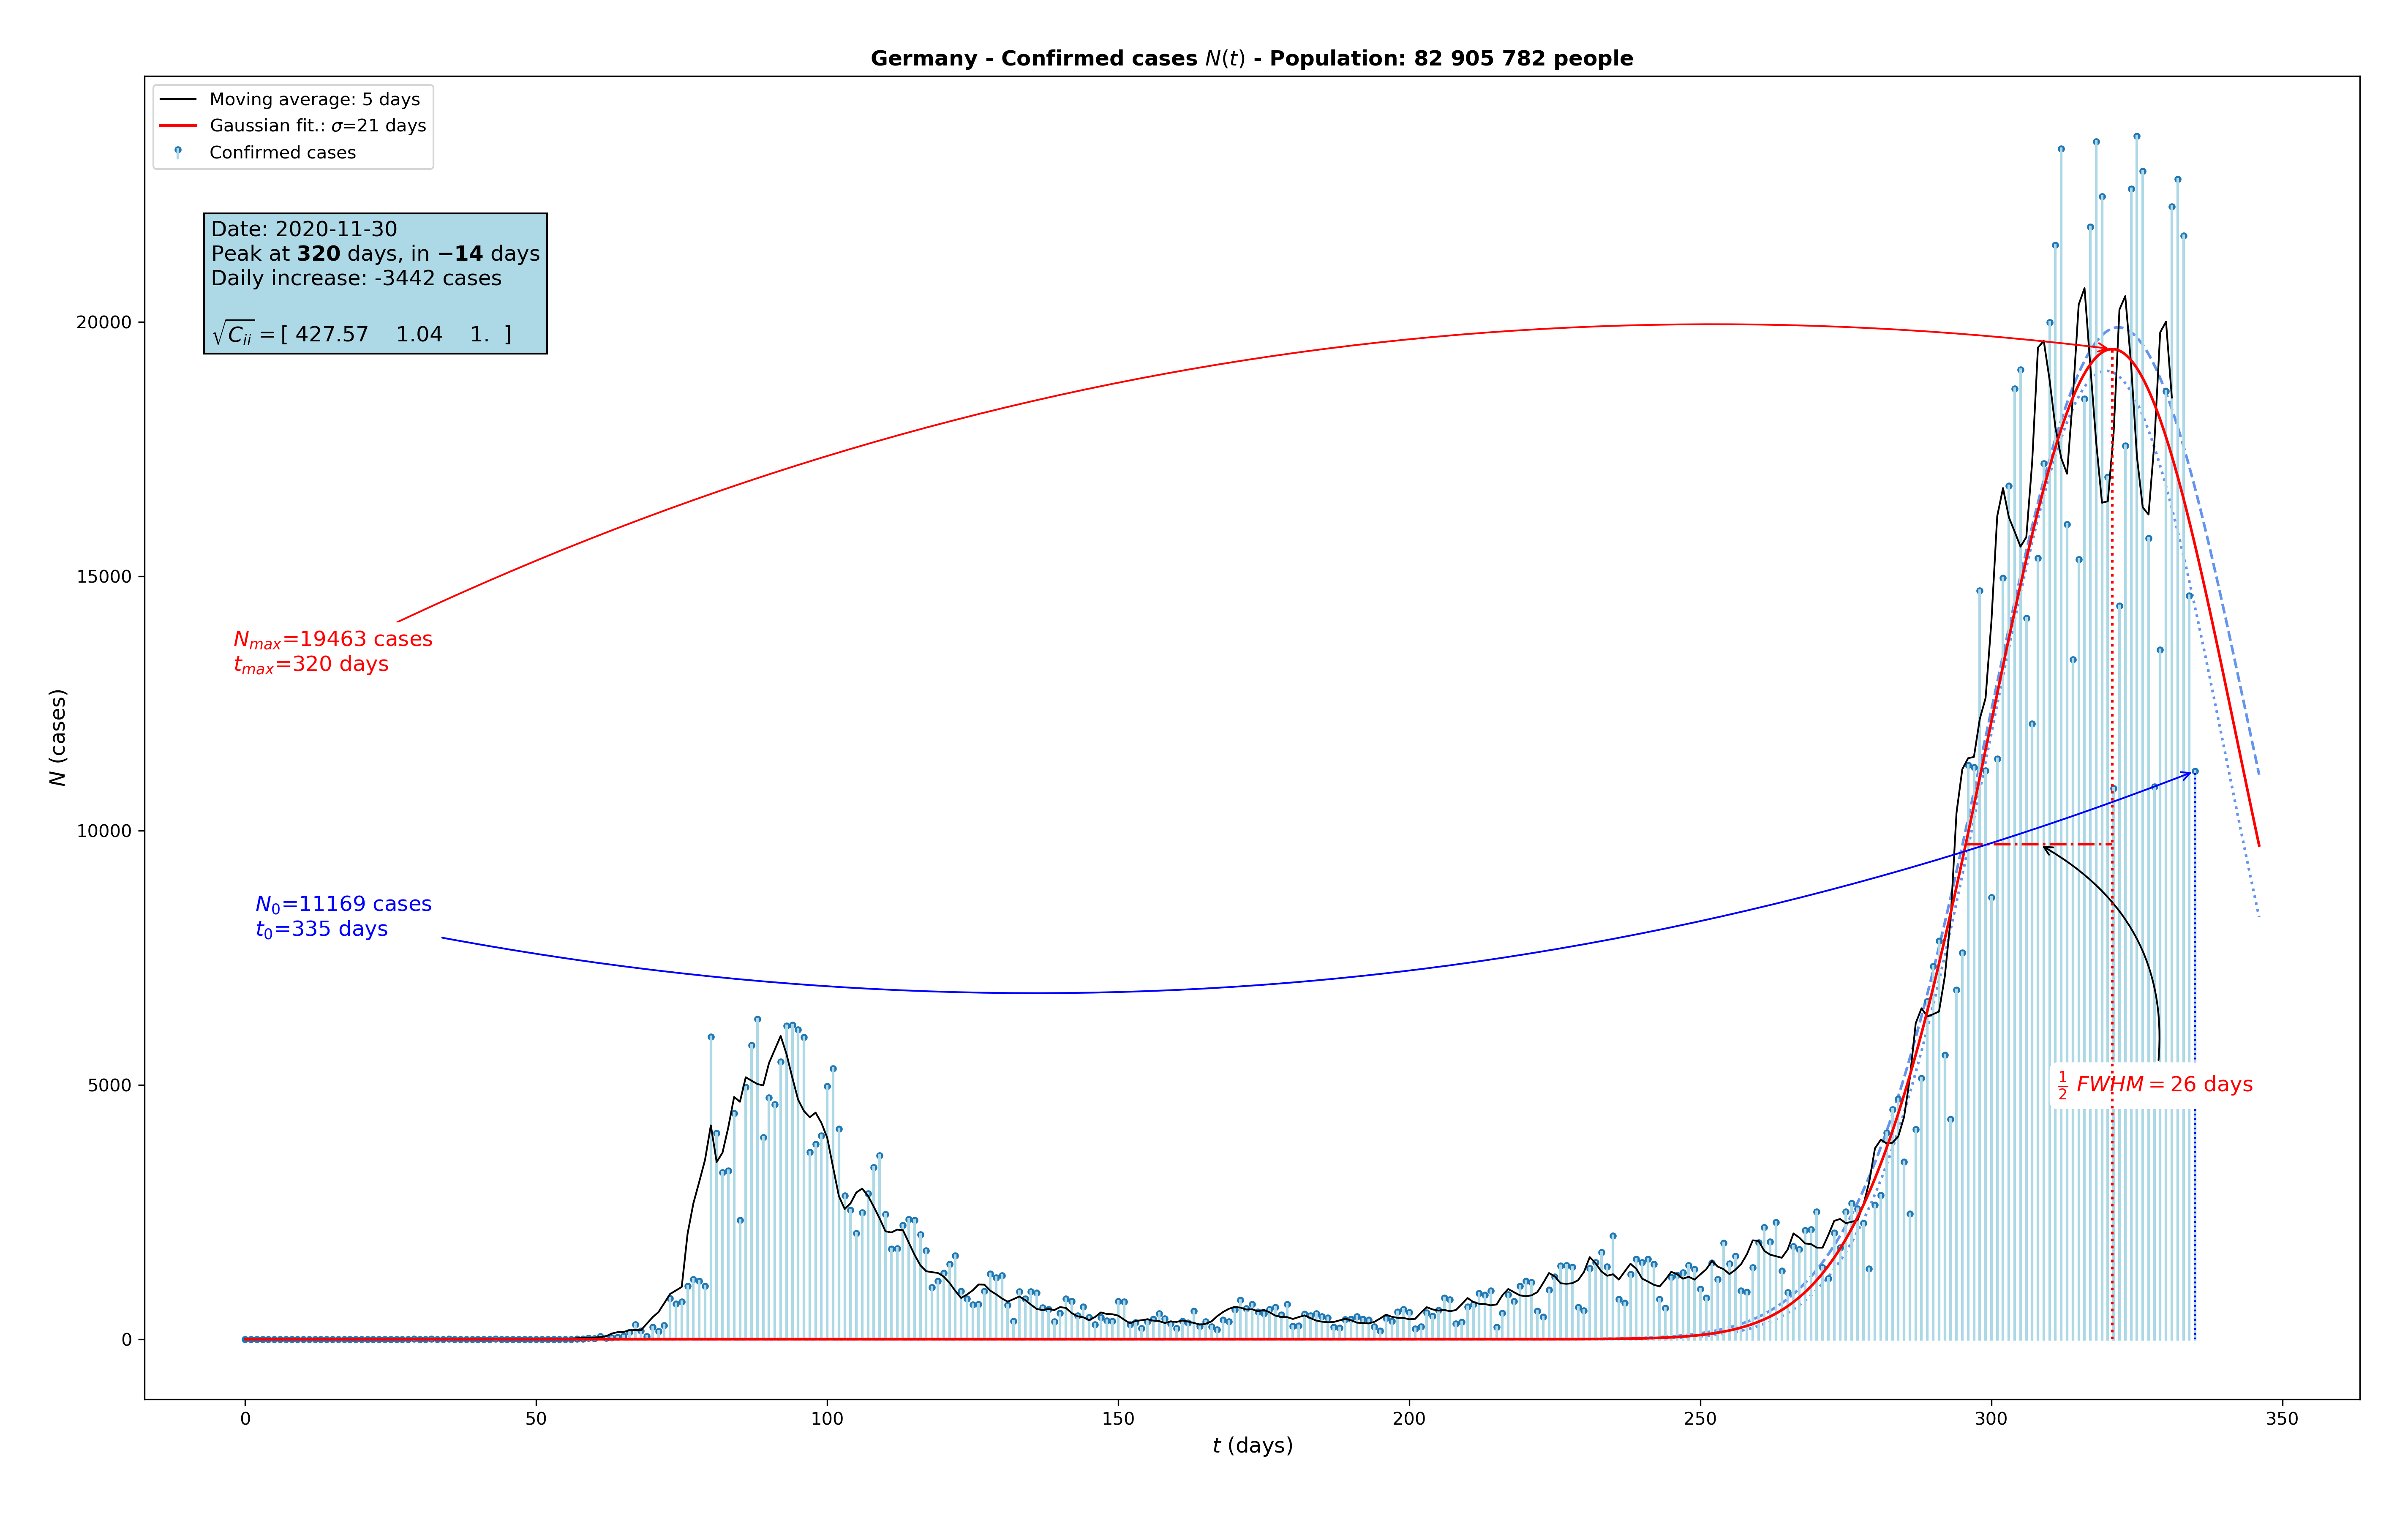 Germany - Confirmed cases N(t) - Population: 82 905 782 people
Moving average: 5 days
Gaussian fit.: σ=21 days
Confirmed cases
Date: 2020-11-30
Peak at 320 days, in −14 days
Daily increase: -3442 cases
√Cᵢᵢ = [ 427.57 1.04 1. ]
N_max=19463 cases
t_max=320 days
N₀=11169 cases
t₀=335 days
½ FWHM = 26 days
N (cases)
20000
15000
10000
5000
0
0 50 100 150 200 250 300 350
t (days)